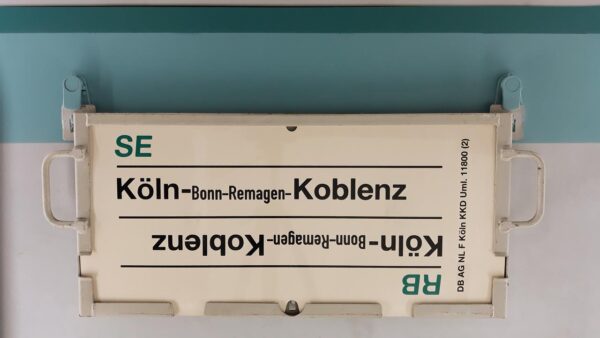 SE
Köln-Bonn-Remagen-Koblenz
Köln-Bonn-Remagen-Koblenz
RB
DB AG NL F Köln KKD Uml. 11800 (2)